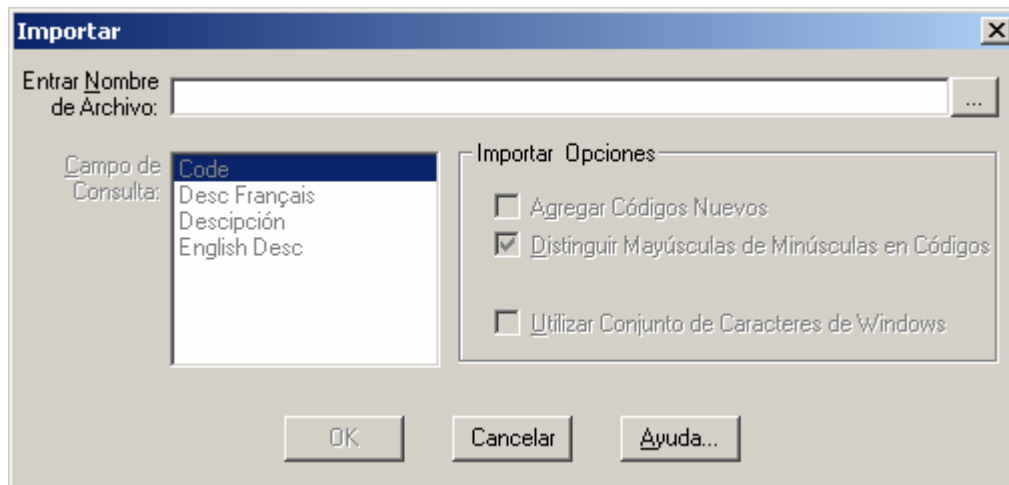 Importar
Entrar Nombre
de Archivo:
...
Campo de
Consulta:
Code
Desc Français
Descipción
English Desc
Importar Opciones
Agregar Códigos Nuevos
Distinguir Mayúsculas de Minúsculas en Códigos
Utilizar Conjunto de Caracteres de Windows
OK
Cancelar
Ayuda...